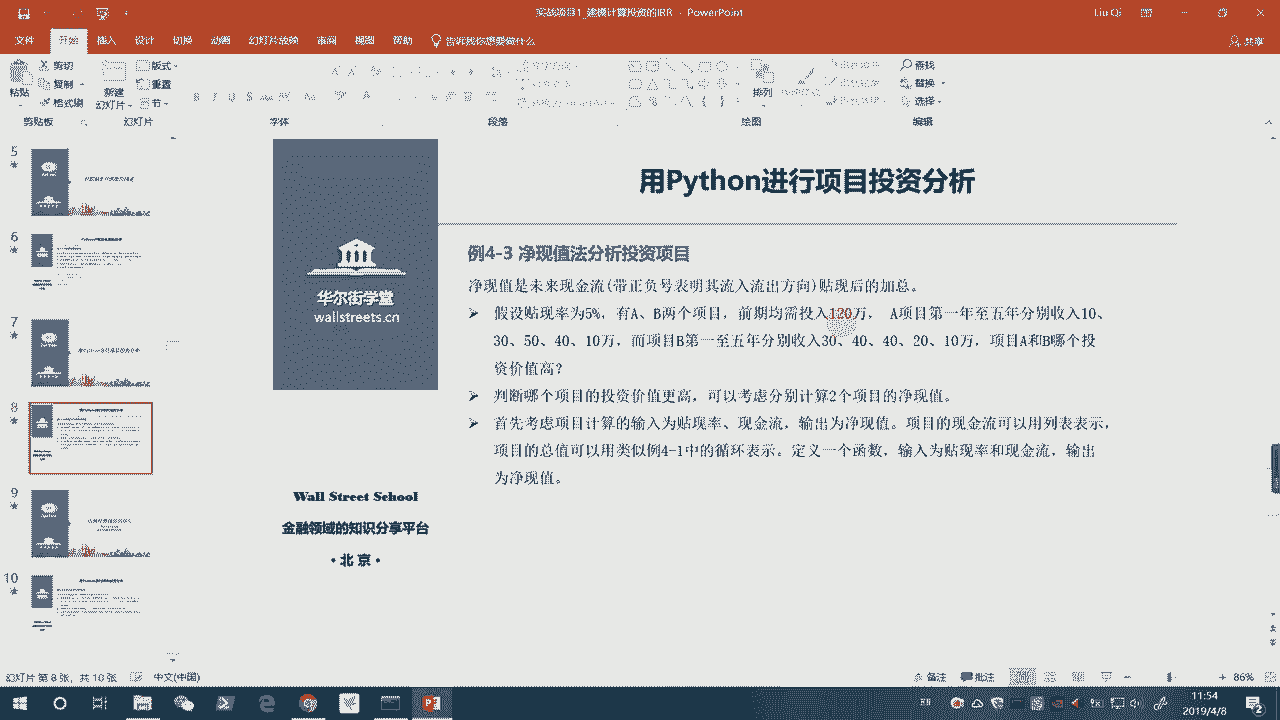 实战项目1_建模计算投资的IRR - PowerPoint
Liu Qi
文件 开始 插入 设计 切换 动画 幻灯片放映 审阅 视图 帮助 告诉我你想要做什么 共享
粘贴 剪切 复制 格式刷
新建 幻灯片 版式 重置 节
排列
查找 替换 选择
剪贴板 幻灯片 字体 段落 绘图 编辑
5
6
7
8
9
10
华尔街学堂
wallstreets.cn
Wall Street School
金融领域的知识分享平台
• 北 京 •
用Python进行项目投资分析
例4-3 净现值法分析投资项目
净现值是未来现金流(带正负号表明其流入流出方向)贴现后的加总。
假设贴现率为5%，有A、B两个项目，前期均需投入120万， A项目第一年至五年分别收入10、
30、50、40、10万，而项目B第一至五年分别收入30、40、40、20、10万，项目A和B哪个投
资价值高？
判断哪个项目的投资价值更高，可以考虑分别计算2个项目的净现值。
首先考虑项目计算的输入为贴现率、现金流，输出为净现值。项目的现金流可以用列表表示，
项目的总值可以用类似例4-1中的循环表示。定义一个函数，输入为贴现率和现金流，输出
为净现值。
幻灯片 第 8 张，共 16 张 中文(中国)
备注 批注 86%
11:54
2019/4/8